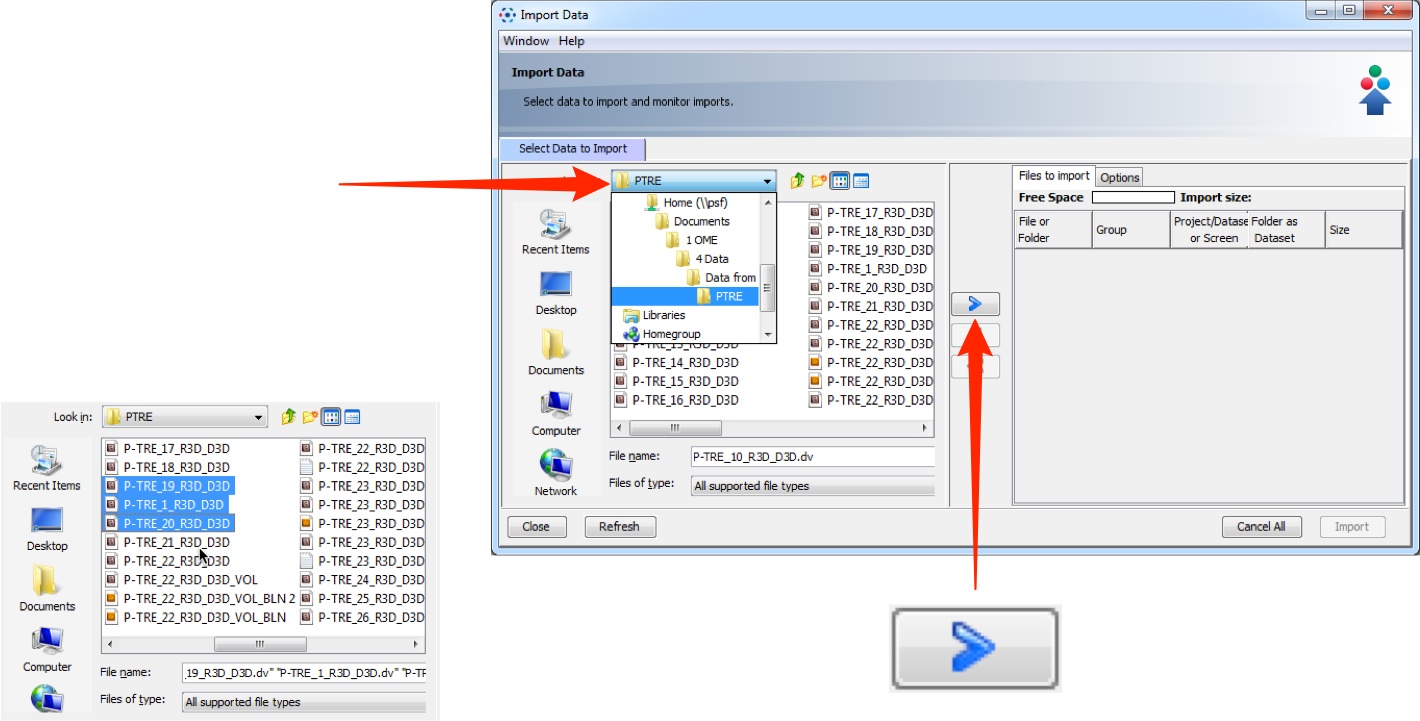 Import Data
Window Help
Import Data
Select data to import and monitor imports.
Select Data to Import
PTRE
Home (\\psf)
Documents
1 OME
4 Data
Data from
PTRE
Libraries
Homegroup
Recent Items
Desktop
Documents
Computer
Network
P-TRE_14_R3D_D3D
P-TRE_15_R3D_D3D
P-TRE_16_R3D_D3D
P-TRE_17_R3D_D3D
P-TRE_18_R3D_D3D
P-TRE_19_R3D_D3D
P-TRE_1_R3D_D3D
P-TRE_20_R3D_D3D
P-TRE_21_R3D_D3D
P-TRE_22_R3D_D3D
P-TRE_22_R3D_D3D
P-TRE_22_R3D_D3D
P-TRE_22_R3D_D3D
P-TRE_22_R3D_D3D
File name: P-TRE_10_R3D_D3D.dv
Files of type: All supported file types
Files to import Options
Free Space Import size:
File or Folder
Group
Project/Datase or Screen
Folder as Dataset
Size
Close Refresh Cancel All Import
Look in: PTRE
Recent Items
Desktop
Documents
Computer
P-TRE_17_R3D_D3D
P-TRE_18_R3D_D3D
P-TRE_19_R3D_D3D
P-TRE_1_R3D_D3D
P-TRE_20_R3D_D3D
P-TRE_21_R3D_D3D
P-TRE_22_R3D_D3D
P-TRE_22_R3D_D3D_VOL
P-TRE_22_R3D_D3D_VOL_BLN 2
P-TRE_22_R3D_D3D_VOL_BLN
P-TRE_22_R3D_D3D
P-TRE_22_R3D_D3D
P-TRE_23_R3D_D3D
P-TRE_23_R3D_D3D
P-TRE_23_R3D_D3D
P-TRE_23_R3D_D3D
P-TRE_23_R3D_D3D
P-TRE_24_R3D_D3D
P-TRE_25_R3D_D3D
P-TRE_26_R3D_D3D
File name: 19_R3D_D3D.dv" "P-TRE_1_R3D_D3D.dv" "P-TF
Files of type: All supported file types